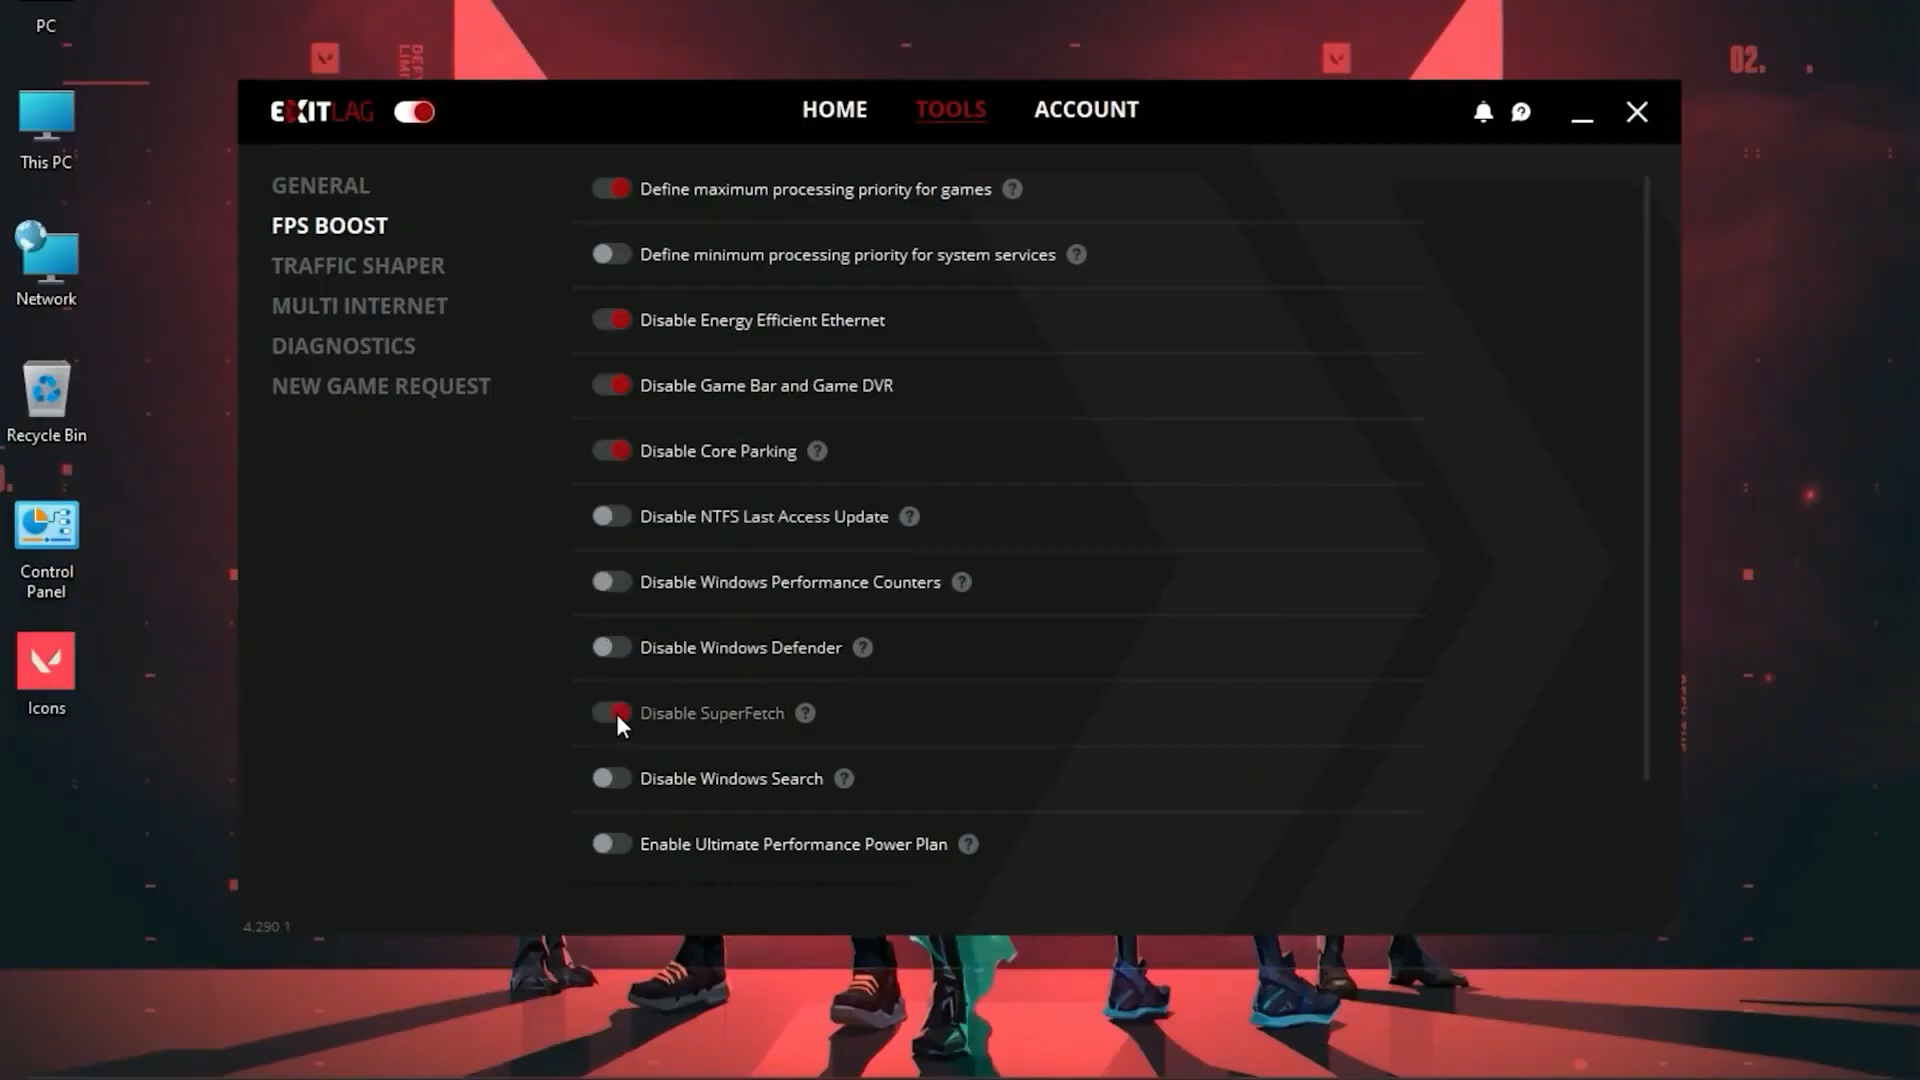 PC
This PC
Network
Recycle Bin
Control
Panel
Icons
02.
EXITLAG
HOME
TOOLS
ACCOUNT
GENERAL
FPS BOOST
TRAFFIC SHAPER
MULTI INTERNET
DIAGNOSTICS
NEW GAME REQUEST
Define maximum processing priority for games ?
Define minimum processing priority for system services ?
Disable Energy Efficient Ethernet
Disable Game Bar and Game DVR
Disable Core Parking ?
Disable NTFS Last Access Update ?
Disable Windows Performance Counters ?
Disable Windows Defender ?
Disable SuperFetch ?
Disable Windows Search ?
Enable Ultimate Performance Power Plan ?
4.290.1